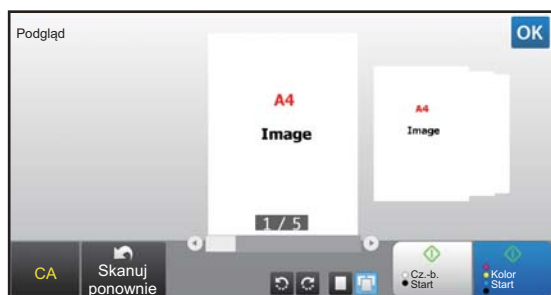 Podgląd
OK
A4
Image
A4
Image
1 / 5
CA
Skanuj
ponownie
Cz.-b.
Start
Kolor
Start